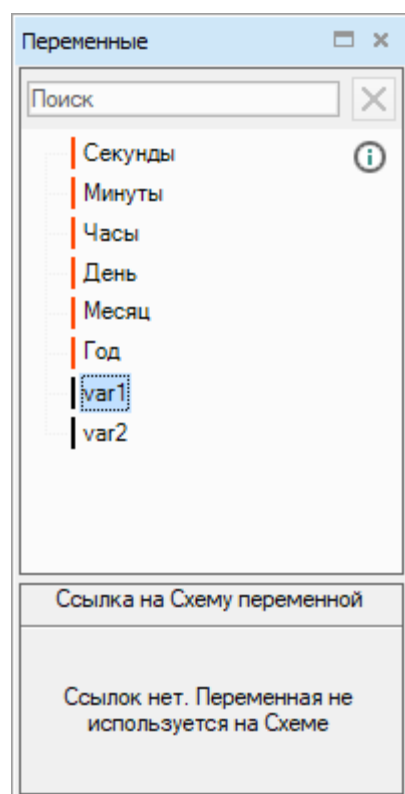 Переменные
Поиск
Секунды
Минуты
Часы
День
Месяц
Год
var1
var2
Ссылка на Схему переменной
Ссылок нет. Переменная не
используется на Схеме